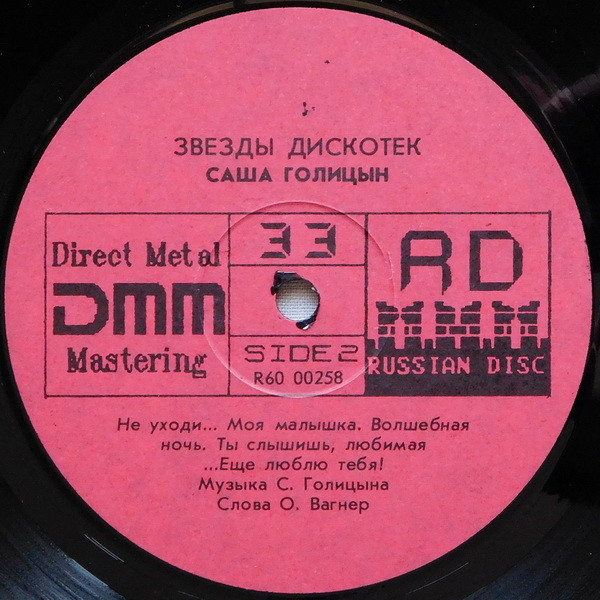 ЗВЕЗДЫ ДИСКОТЕК
САША ГОЛИЦЫН
Direct Metal
DMM
Mastering
33
SIDE 2
R60 00258
RD
RUSSIAN DISC
Не уходи... Моя малышка. Волшебная
ночь. Ты слышишь, любимая
...Еще люблю тебя!
Музыка С. Голицына
Слова О. Вагнер